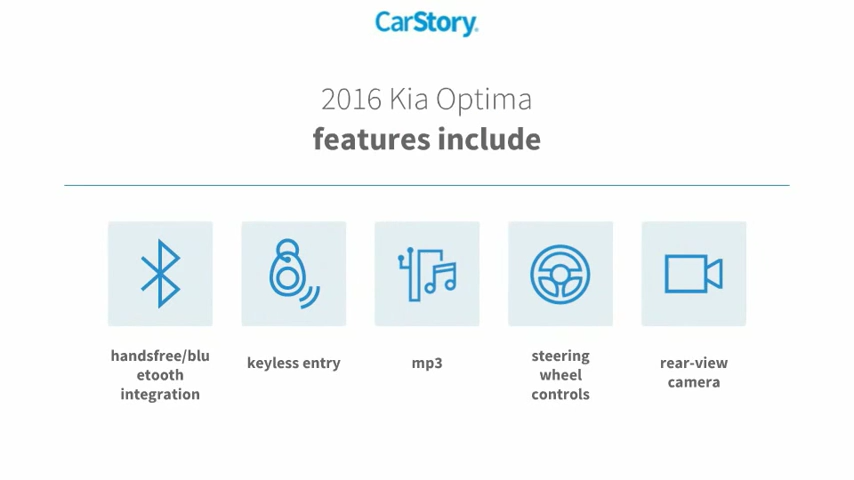 CarStory.
2016 Kia Optima
features include
handsfree/blu
etooth
integration
keyless entry
mp3
steering
wheel
controls
rear-view
camera